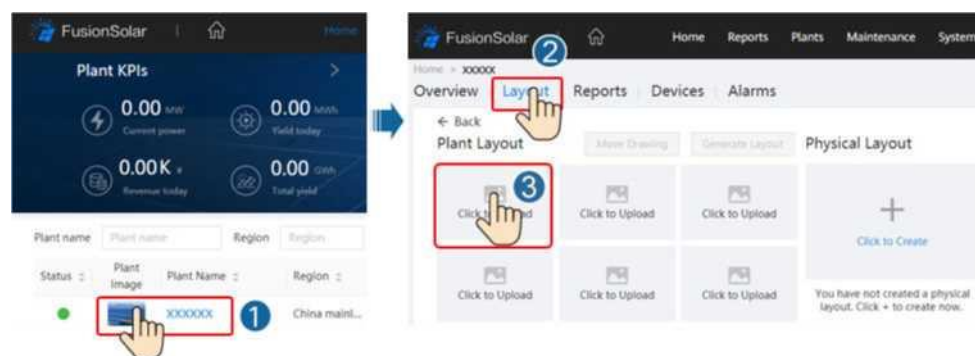 FusionSolar
Home
Plant KPIs
>
0.00 MW
Current power
0.00 MWh
Yield today
0.00K
Revenue today
0.00 GWh
Total yield
Plant name Plant name Region Region
Status Plant Image Plant Name Region
XXXXXX China mainl...
1
FusionSolar Home Reports Plants Maintenance System
2
Home > XXXXX
Overview Layout Reports Devices Alarms
← Back
Plant Layout Move Drawing Generate Layout Physical Layout
3
Click to Upload Click to Upload
+
Click to Create
Click to Upload Click to Upload Click to Upload
You have not created a physical
layout. Click + to create now.